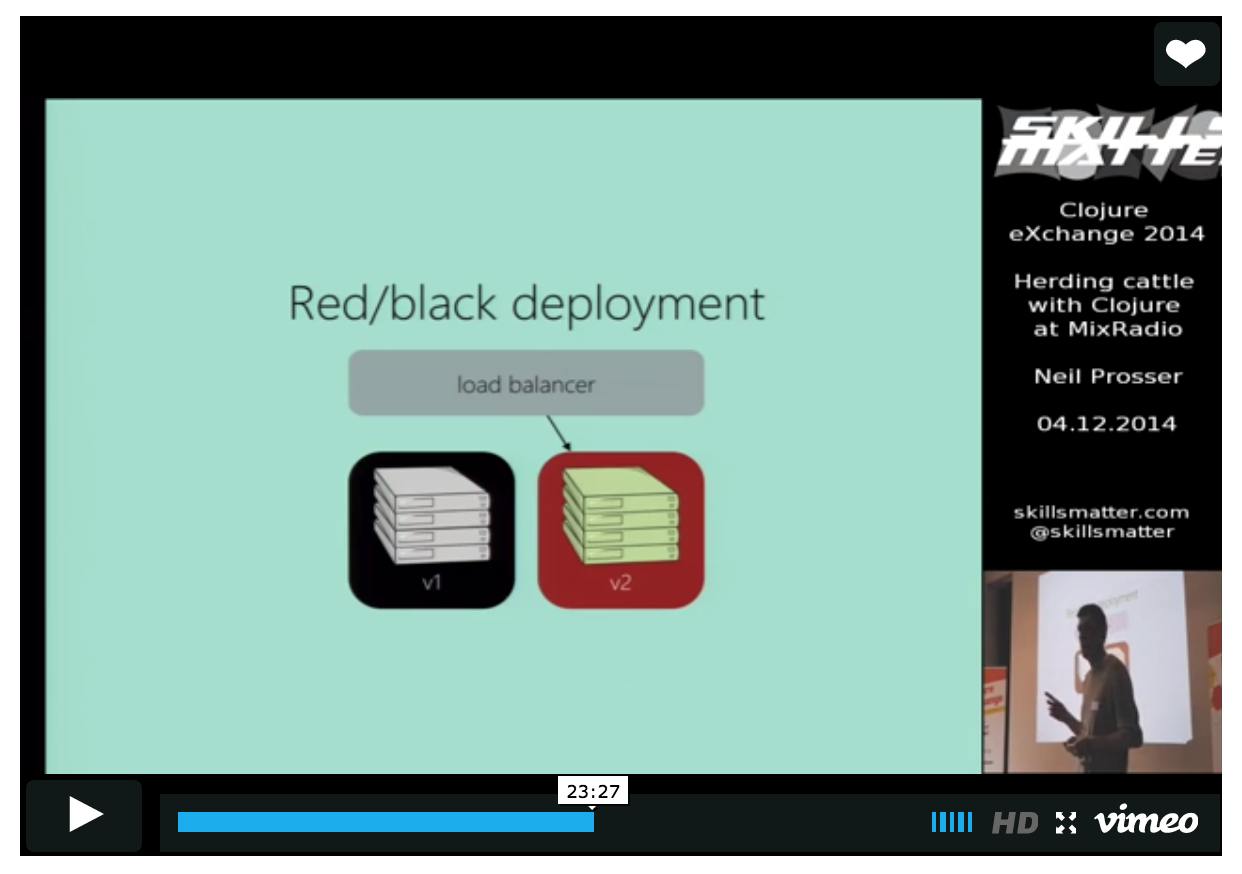 SKILLS
MATTE
Clojure
eXchange 2014
Herding cattle
with Clojure
at MixRadio
Neil Prosser
04.12.2014
skillsmatter.com
@skillsmatter
Red/black deployment
load balancer
v1
v2
23:27
HD
vimeo